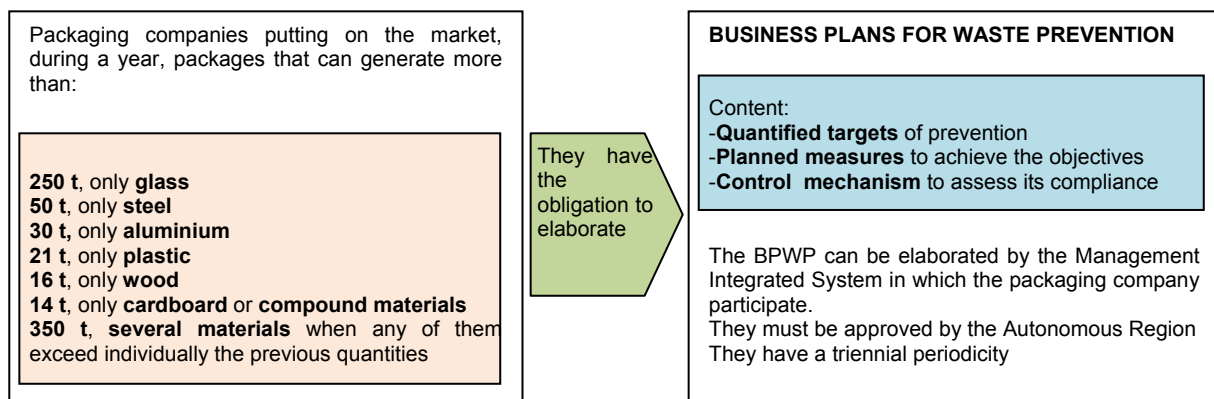 Packaging companies putting on the market,
during a year, packages that can generate more
than:
250 t, only glass
50 t, only steel
30 t, only aluminium
21 t, only plastic
16 t, only wood
14 t, only cardboard or compound materials
350 t, several materials when any of them
exceed individually the previous quantities
They have
the
obligation to
elaborate
BUSINESS PLANS FOR WASTE PREVENTION
Content:
-Quantified targets of prevention
-Planned measures to achieve the objectives
-Control mechanism to assess its compliance
The BPWP can be elaborated by the Management
Integrated System in which the packaging company
participate.
They must be approved by the Autonomous Region
They have a triennial periodicity